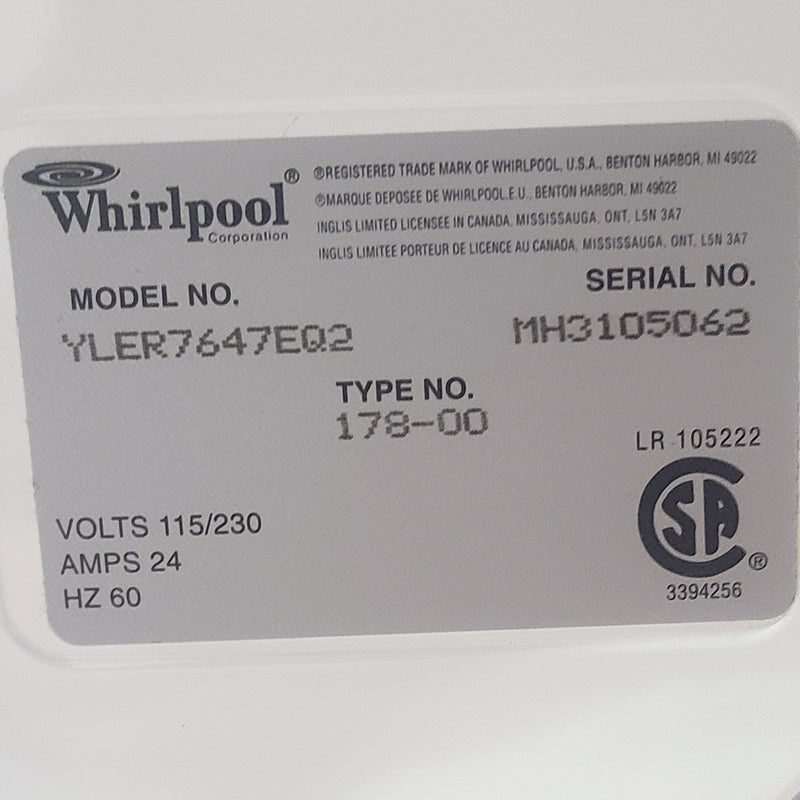 Whirlpool®
Corporation
®REGISTERED TRADE MARK OF WHIRLPOOL, U.S.A., BENTON HARBOR, MI 49022
®MARQUE DEPOSEE DE WHIRLPOOL,E.U., BENTON HARBOR, MI 49022
INGLIS LIMITED LICENSEE IN CANADA, MISSISSAUGA, ONT, L5N 3A7
INGLIS LIMITEE PORTEUR DE LICENCE AU CANADA, MISSISSAUGA, ONT, L5N 3A7
MODEL NO.
YLER7647EQ2
SERIAL NO.
MH3105062
TYPE NO.
178-00
LR 105222
VOLTS 115/230
AMPS 24
HZ 60
SA®
3394256